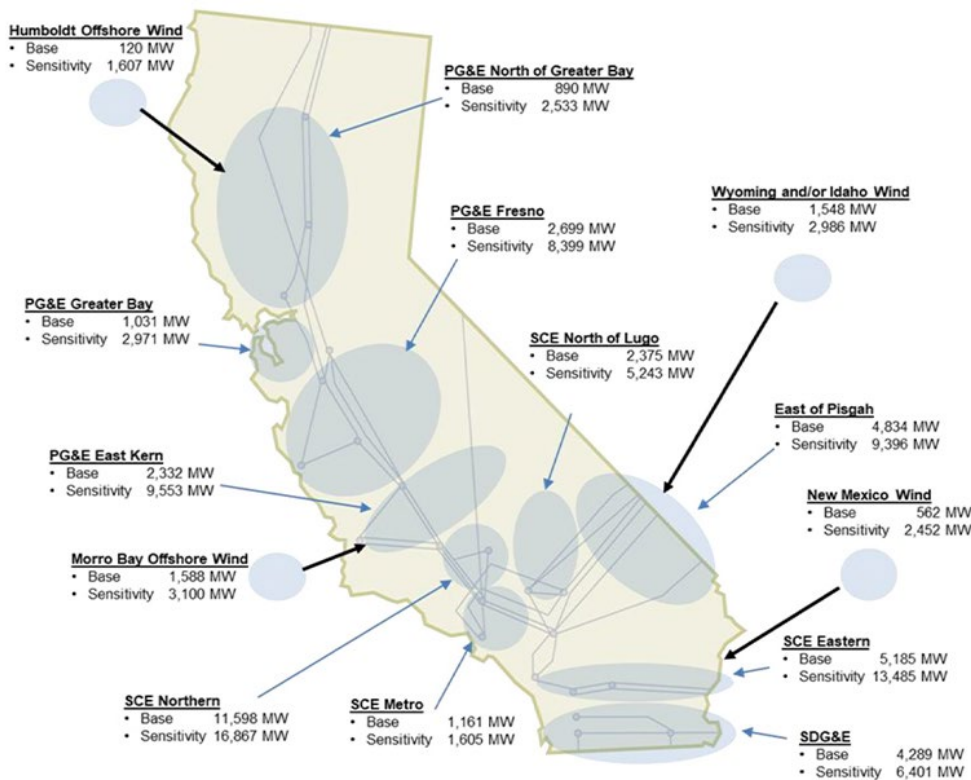 Humboldt Offshore Wind
• Base 120 MW
• Sensitivity 1,607 MW
PG&E North of Greater Bay
• Base 890 MW
• Sensitivity 2,533 MW
Wyoming and/or Idaho Wind
• Base 1,548 MW
• Sensitivity 2,986 MW
PG&E Fresno
• Base 2,699 MW
• Sensitivity 8,399 MW
PG&E Greater Bay
• Base 1,031 MW
• Sensitivity 2,971 MW
SCE North of Lugo
• Base 2,375 MW
• Sensitivity 5,243 MW
East of Pisgah
• Base 4,834 MW
• Sensitivity 9,396 MW
PG&E East Kern
• Base 2,332 MW
• Sensitivity 9,553 MW
New Mexico Wind
• Base 562 MW
• Sensitivity 2,452 MW
Morro Bay Offshore Wind
• Base 1,588 MW
• Sensitivity 3,100 MW
SCE Eastern
• Base 5,185 MW
• Sensitivity 13,485 MW
SCE Northern
• Base 11,598 MW
• Sensitivity 16,867 MW
SCE Metro
• Base 1,161 MW
• Sensitivity 1,605 MW
SDG&E
• Base 4,289 MW
• Sensitivity 6,401 MW